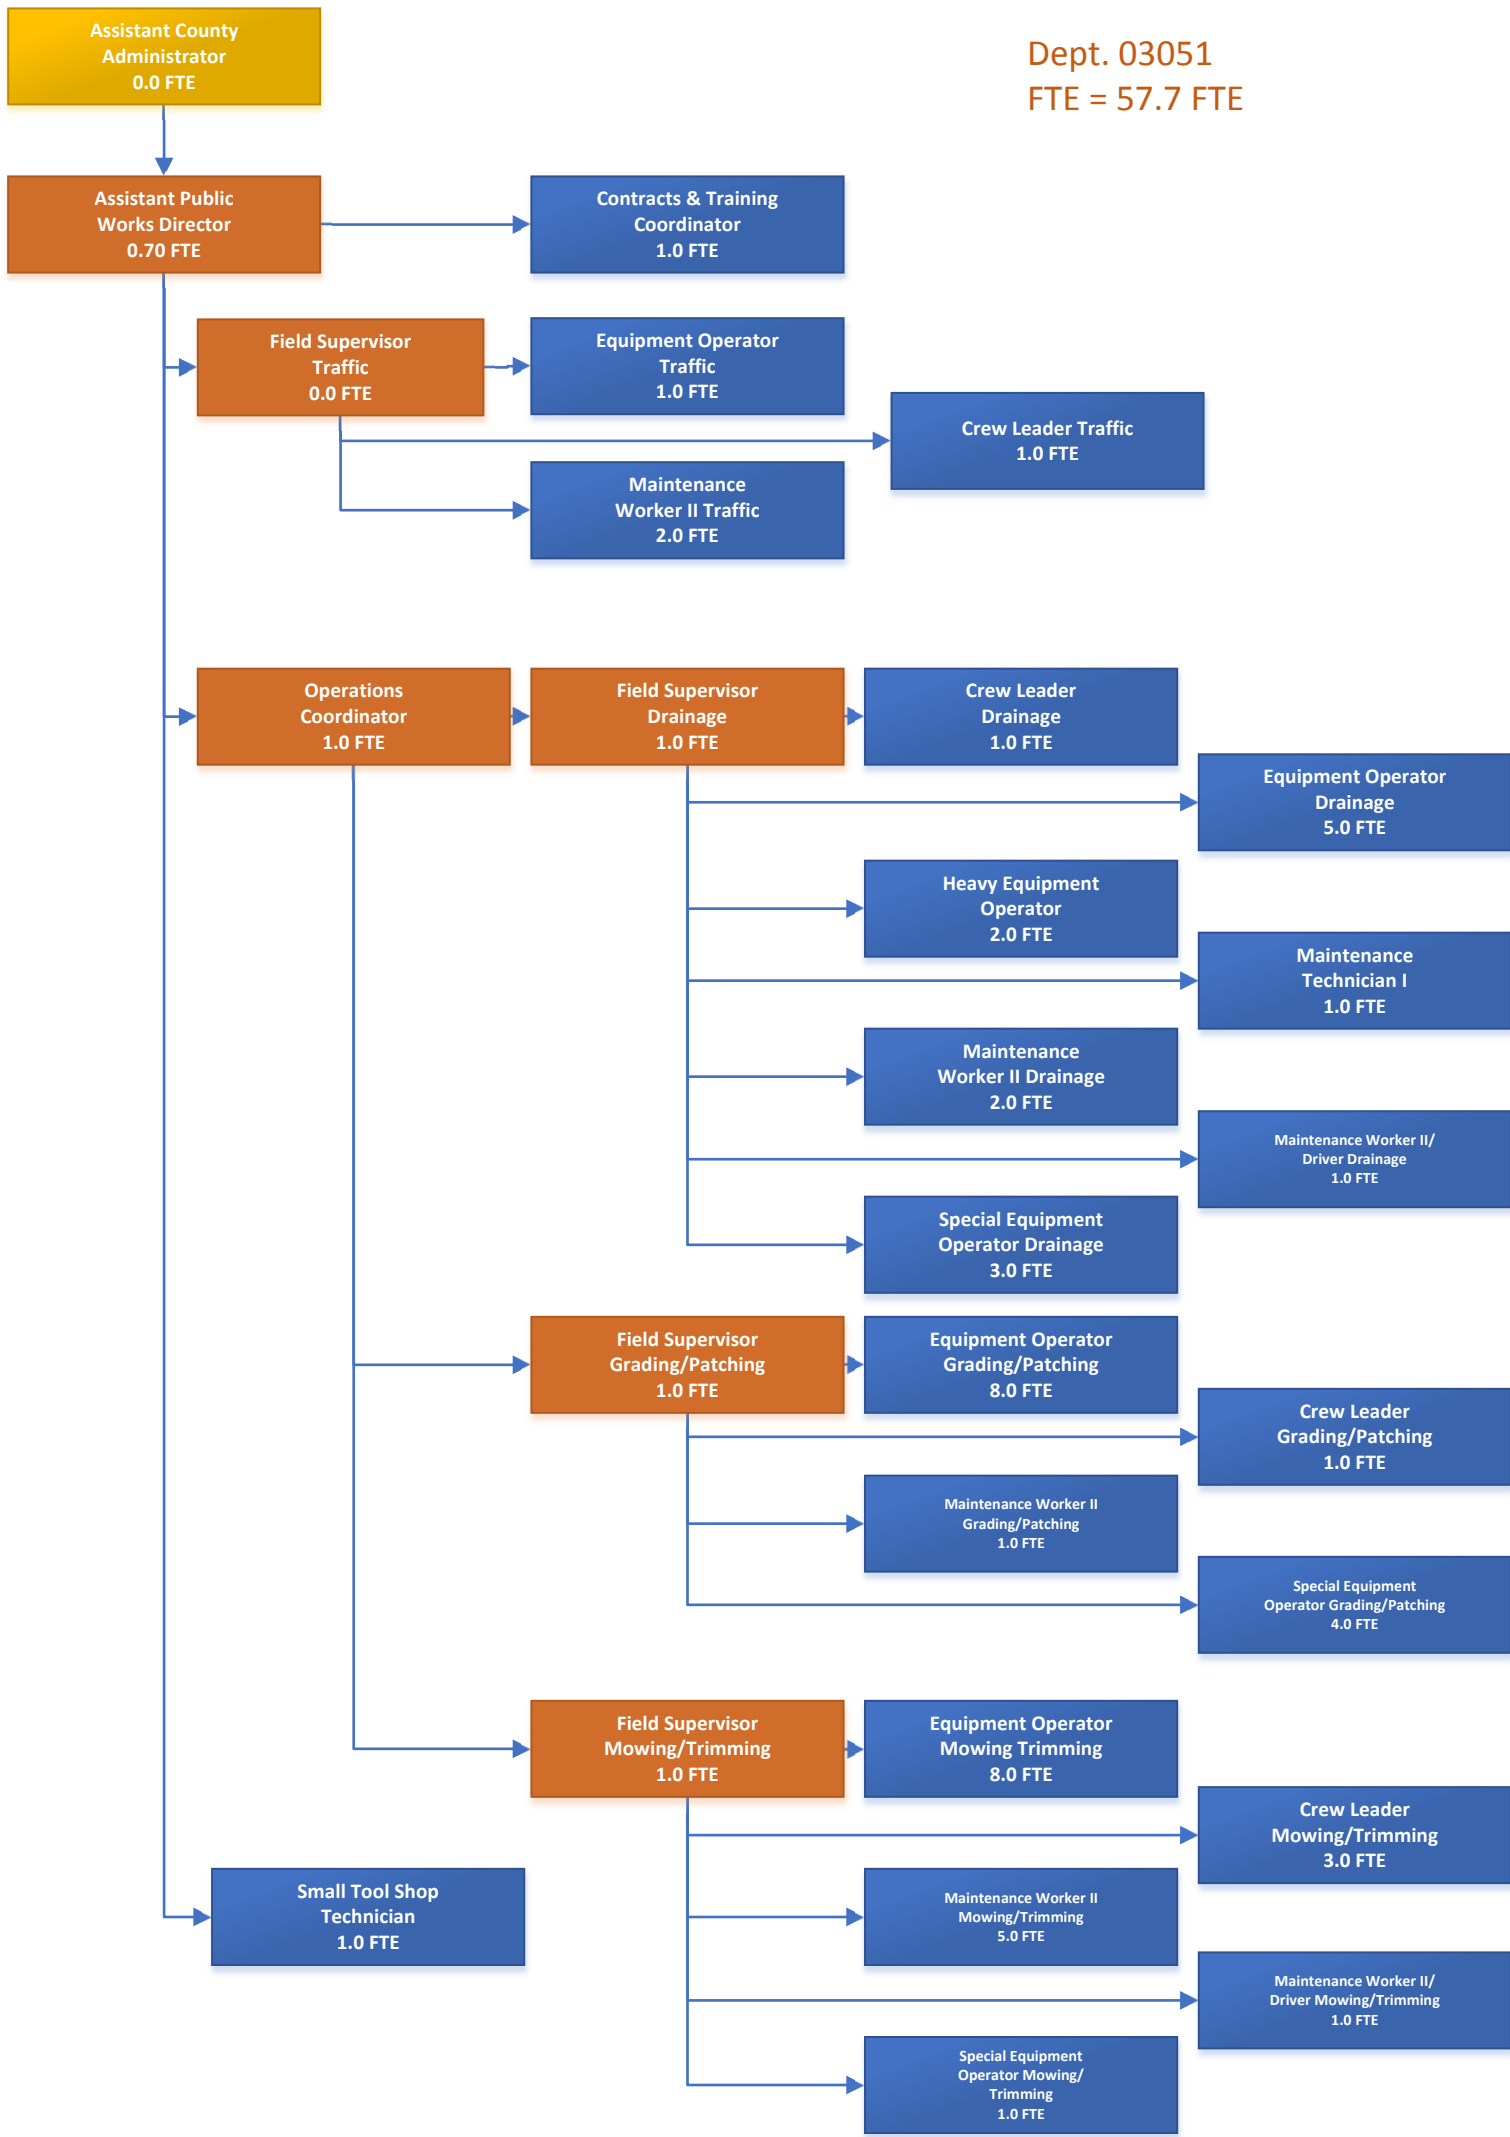 Assistant County
Administrator
0.0 FTE
Dept. 03051
FTE = 57.7 FTE
Assistant Public
Works Director
0.70 FTE
Contracts & Training
Coordinator
1.0 FTE
Field Supervisor
Traffic
0.0 FTE
Equipment Operator
Traffic
1.0 FTE
Crew Leader Traffic
1.0 FTE
Maintenance
Worker II Traffic
2.0 FTE
Operations
Coordinator
1.0 FTE
Field Supervisor
Drainage
1.0 FTE
Crew Leader
Drainage
1.0 FTE
Equipment Operator
Drainage
5.0 FTE
Heavy Equipment
Operator
2.0 FTE
Maintenance
Technician I
1.0 FTE
Maintenance
Worker II Drainage
2.0 FTE
Maintenance Worker II/
Driver Drainage
1.0 FTE
Special Equipment
Operator Drainage
3.0 FTE
Field Supervisor
Grading/Patching
1.0 FTE
Equipment Operator
Grading/Patching
8.0 FTE
Crew Leader
Grading/Patching
1.0 FTE
Maintenance Worker II
Grading/Patching
1.0 FTE
Special Equipment
Operator Grading/Patching
4.0 FTE
Field Supervisor
Mowing/Trimming
1.0 FTE
Equipment Operator
Mowing Trimming
8.0 FTE
Crew Leader
Mowing/Trimming
3.0 FTE
Small Tool Shop
Technician
1.0 FTE
Maintenance Worker II
Mowing/Trimming
5.0 FTE
Maintenance Worker II/
Driver Mowing/Trimming
1.0 FTE
Special Equipment
Operator Mowing/
Trimming
1.0 FTE